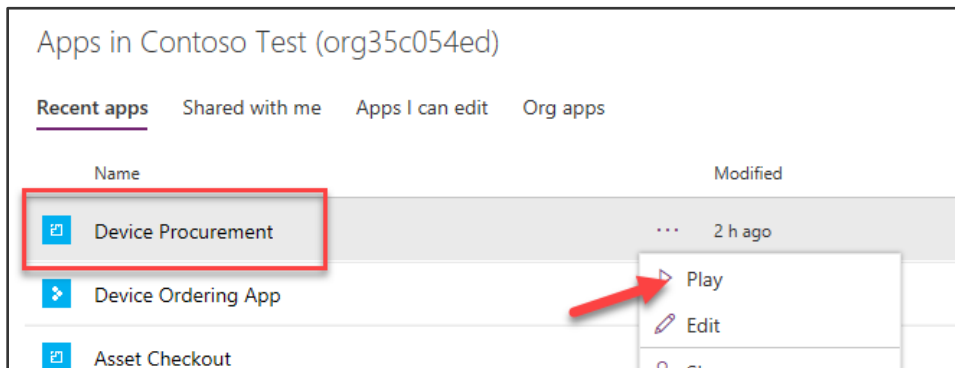 Apps in Contoso Test (org35c054ed)
Recent apps Shared with me Apps I can edit Org apps
Name Modified
Device Procurement ... 2 h ago
Play
Device Ordering App
Edit
Asset Checkout